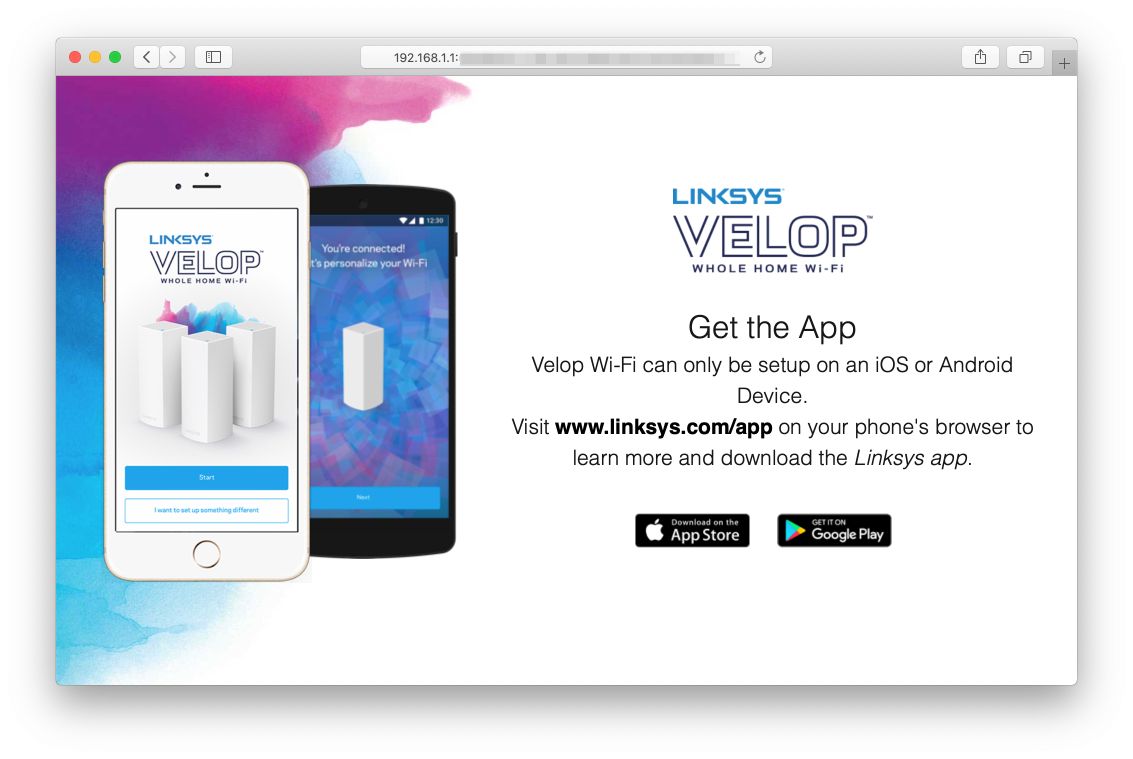 192.168.1.1:
LINKSYS
VELOP™
WHOLE HOME Wi-Fi
Start
I want to set up something different
12:30
You're connected!
t's personalize your Wi-Fi
Next
LINKSYS
VELOP™
WHOLE HOME Wi-Fi
Get the App
Velop Wi-Fi can only be setup on an iOS or Android
Device.
Visit www.linksys.com/app on your phone's browser to
learn more and download the Linksys app.
Download on the
App Store
GET IT ON
Google Play